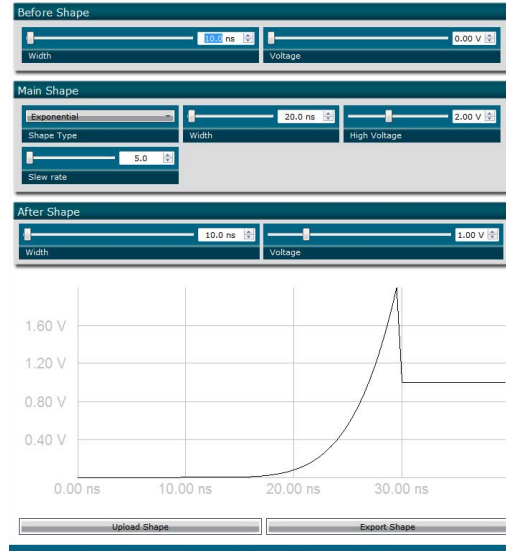 Before Shape
10.0 ns
0.00 V
Width
Voltage
Main Shape
Exponential
20.0 ns
2.00 V
Shape Type
Width
High Voltage
5.0
Slew rate
After Shape
10.0 ns
1.00 V
Width
Voltage
1.60 V
1.20 V
0.80 V
0.40 V
0.00 ns
10.00 ns
20.00 ns
30.00 ns
Upload Shape
Export Shape